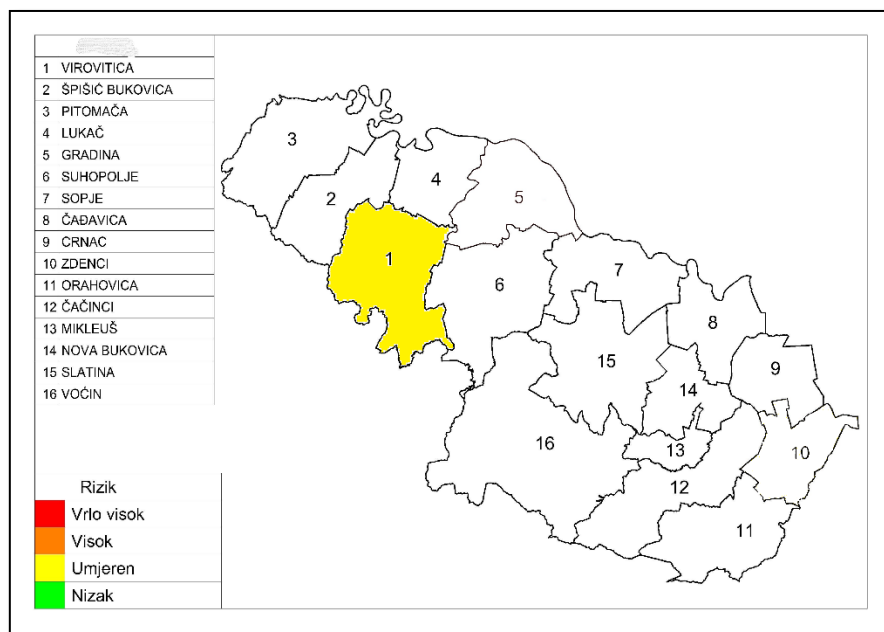 1 VIROVITICA
2 ŠPIŠIĆ BUKOVICA
3 PITOMAČA
4 LUKAČ
5 GRADINA
6 SUHOPOLJE
7 SOPJE
8 ČAĐAVICA
9 CRNAC
10 ZDENCI
11 ORAHOVICA
12 ČAČINCI
13 MIKLEUŠ
14 NOVA BUKOVICA
15 SLATINA
16 VOĆIN
Rizik
Vrlo visok
Visok
Umjeren
Nizak
3
4
2
5
1
6
7
8
15
9
14
16
13
10
12
11